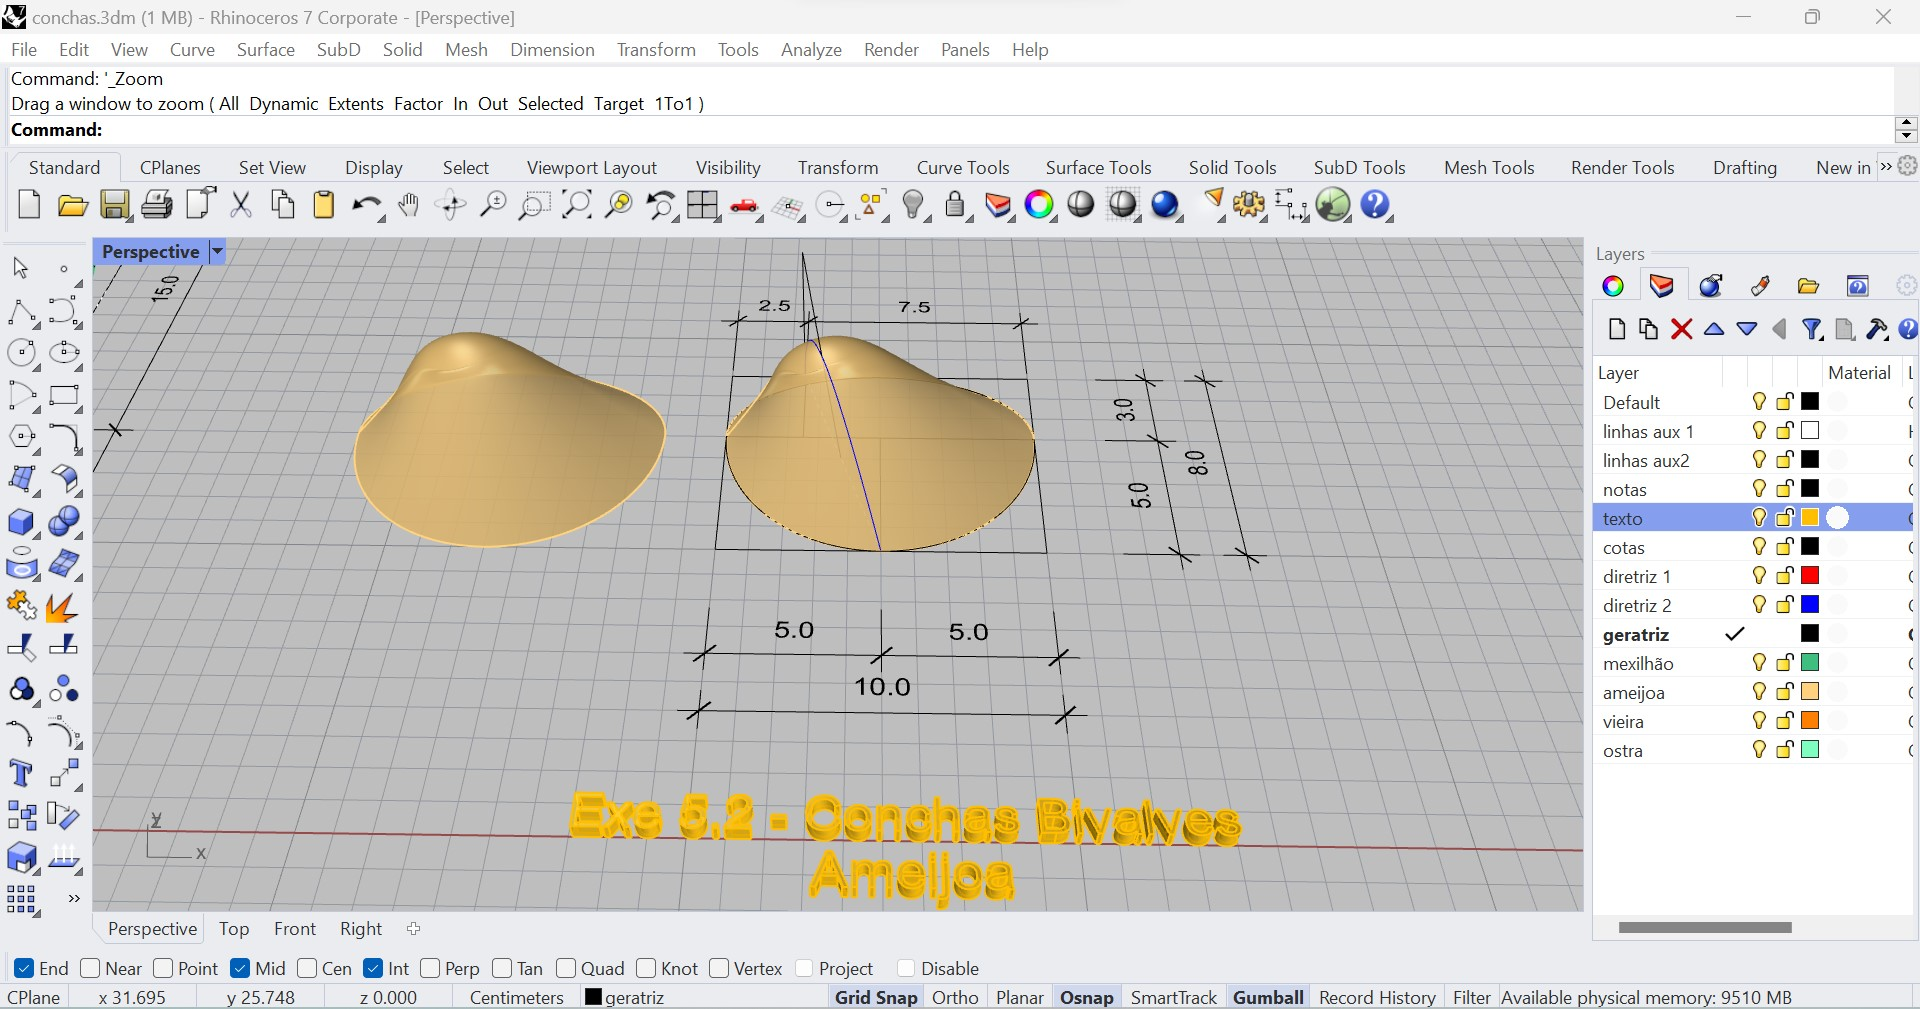 conchas.3dm (1 MB) - Rhinoceros 7 Corporate - [Perspective]
File Edit View Curve Surface SubD Solid Mesh Dimension Transform Tools Analyze Render Panels Help
Command: '_Zoom
Drag a window to zoom ( All Dynamic Extents Factor In Out Selected Target 1To1 )
Command:
Standard CPlanes Set View Display Select Viewport Layout Visibility Transform Curve Tools Surface Tools Solid Tools SubD Tools Mesh Tools Render Tools Drafting New in
Perspective
Layers
15.0
2.5 7.5
3.0
8.0
5.0
5.0 5.0
10.0
Exe 5.2 - Conchas Bivalves
Ameijoa
y
x
Layer Material
Default
linhas aux 1
linhas aux2
notas
texto
cotas
diretriz 1
diretriz 2
geratriz
mexilhão
ameijoa
vieira
ostra
Perspective Top Front Right
End Near Point Mid Cen Int Perp Tan Quad Knot Vertex Project Disable
CPlane x 31.695 y 25.748 z 0.000 Centimeters geratriz Grid Snap Ortho Planar Osnap SmartTrack Gumball Record History Filter Available physical memory: 9510 MB